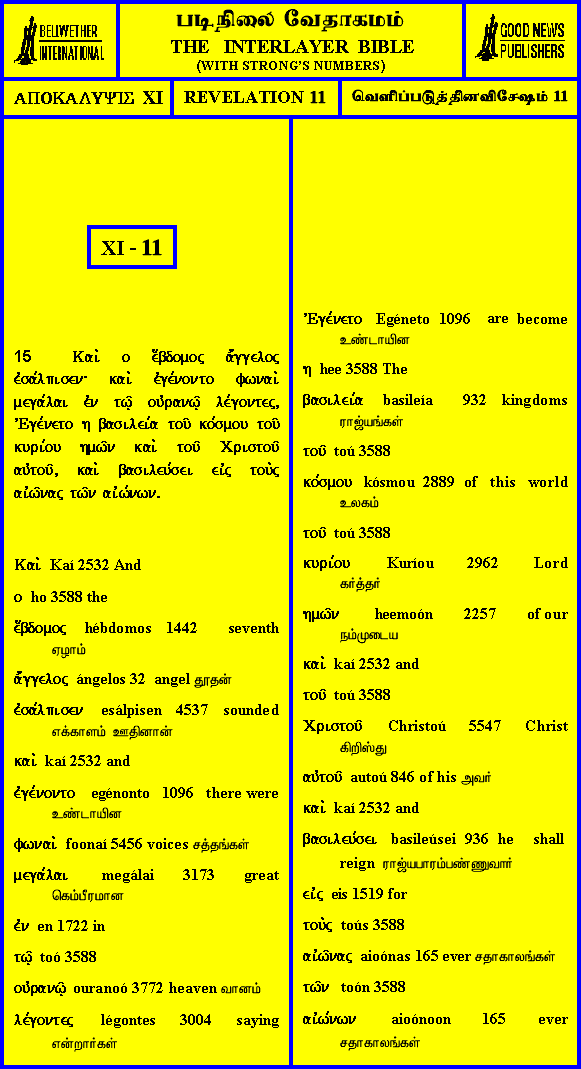 BELLWETHER
INTERNATIONAL
படிநிலை வேதாகமம்
THE INTERLAYER BIBLE
(WITH STRONG'S NUMBERS)
GOOD NEWS
PUBLISHERS
ΑΠΟΚΑΛΥΨΙΣ XI
REVELATION 11
வெளிப்படுத்தினவிசேஷம் 11
XI - 11
15 Καὶ ο ἕβδομος ἄγγελος
ἐσάλπισεν· καὶ ἐγένοντο φωναὶ
μεγάλαι ἐν τῷ οὐρανῷ λέγοντες,
Ἐγένετο η βασιλεία τοῦ κόσμου τοῦ
κυρίου ημῶν καὶ τοῦ Χριστοῦ
αὐτοῦ, καὶ βασιλεύσει εἰς τοὺς
αἰῶνας τῶν αἰώνων.
Καὶ Kaí 2532 And
ο ho 3588 the
ἕβδομος hébdomos 1442 seventh
ஏழாம்
ἄγγελος ángelos 32 angel தூதன்
ἐσάλπισεν esálpisen 4537 sounded
எக்காளம் ஊதினான்
καὶ kaí 2532 and
ἐγένοντο egénonto 1096 there were
உண்டாயின
φωναὶ foonaí 5456 voices சத்தங்கள்
μεγάλαι megálai 3173 great
கெம்பீரமான
ἐν en 1722 in
τῷ toó 3588
οὐρανῷ ouranoó 3772 heaven வானம்
λέγοντες légontes 3004 saying
என்றார்கள்
Ἐγένετο Egéneto 1096 are become
உண்டாயின
η hee 3588 The
βασιλεία basileía 932 kingdoms
ராஜ்யங்கள்
τοῦ toú 3588
κόσμου kósmou 2889 of this world
உலகம்
τοῦ toú 3588
κυρίου Kuríou 2962 Lord
கர்த்தர்
ημῶν heemoón 2257 of our
நம்முடைய
καὶ kaí 2532 and
τοῦ toú 3588
Χριστοῦ Christoú 5547 Christ
கிறிஸ்து
αὐτοῦ autoú 846 of his அவர்
καὶ kaí 2532 and
βασιλεύσει basileúsei 936 he shall
reign ராஜ்யபாரம்பண்ணுவார்
εἰς eis 1519 for
τοὺς toús 3588
αἰῶνας aioónas 165 ever சதாகாலங்கள்
τῶν toón 3588
αἰώνων aioónoon 165 ever
சதாகாலங்கள்